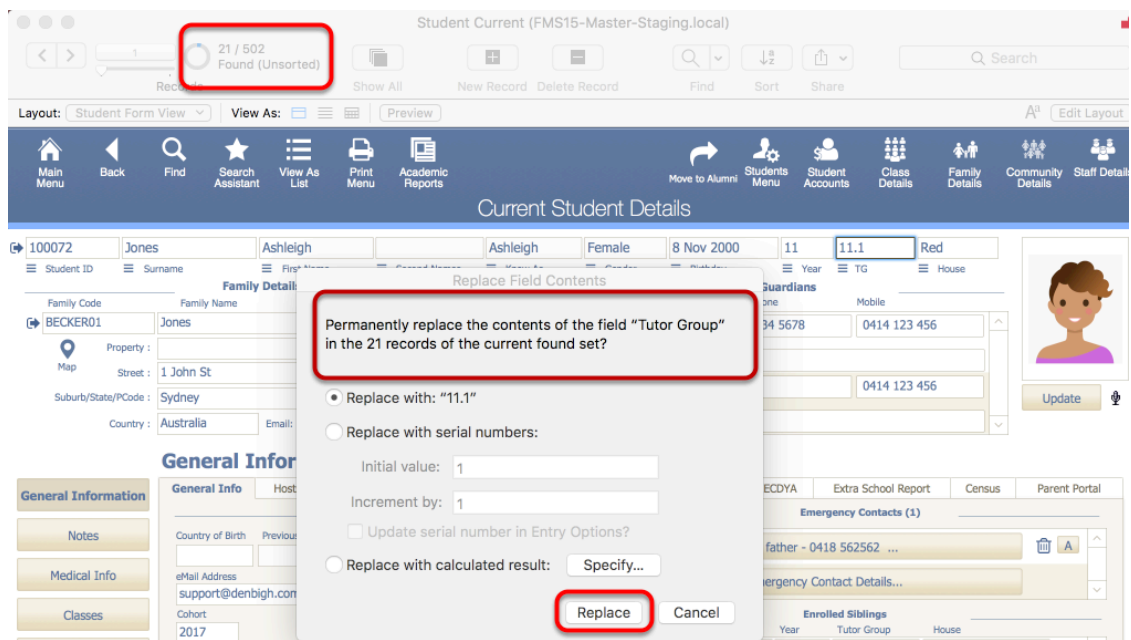 Student Current (FMS15-Master-Staging.local)
1
21 / 502
Found (Unsorted)
Search
Show All
New Record
Delete Record
Find
Sort
Share
Layout:
Student Form View
View As:
Preview
Edit Layout
Main
Menu
Back
Find
Search
Assistant
View As
List
Print
Menu
Academic
Reports
Move to Alumni
Students
Menu
Student
Accounts
Class
Details
Family
Details
Community
Details
Staff Detail
Current Student Details
100072
Jones
Ashleigh
Ashleigh
Female
8 Nov 2000
11
11.1
Red
Student ID
Surname
Year
TG
House
Replace Field Contents
Family Code
Family Name
Mobile
BECKER01
Jones
0414 123 456
Permanently replace the contents of the field “Tutor Group”
in the 21 records of the current found set?
Map
Property :
Street :
1 John St
0414 123 456
Suburb/State/PCode :
Sydney
Country :
Australia
Email:
Update
Replace with: “11.1”
Replace with serial numbers:
Initial value:
1
Increment by:
1
Update serial number in Entry Options?
Replace with calculated result:
Specify...
Replace
Cancel
General Infor
General Information
General Info
Host
ECDYA
Extra School Report
Census
Parent Portal
Emergency Contacts (1)
Notes
Country of Birth
father - 0418 562562 ...
A
Medical Info
eMail Address
support@denbigh.com
ergency Contact Details...
Classes
Cohort
2017
Enrolled Siblings
Year
Tutor Group
House